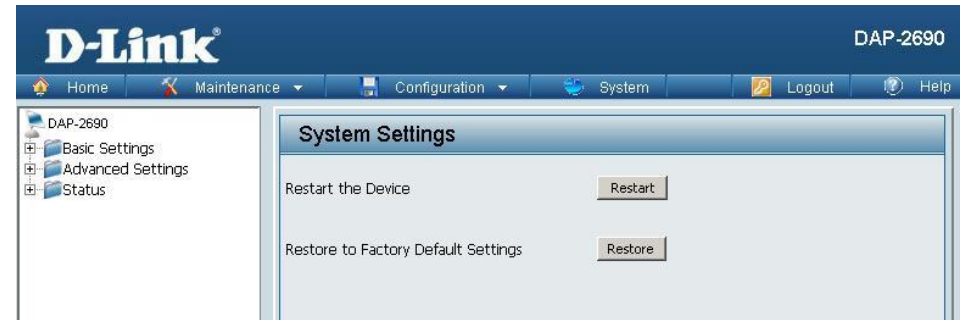 D-Link®
DAP-2690
Home Maintenance Configuration System Logout Help
DAP-2690
Basic Settings
Advanced Settings
Status
System Settings
Restart the Device Restart
Restore to Factory Default Settings Restore